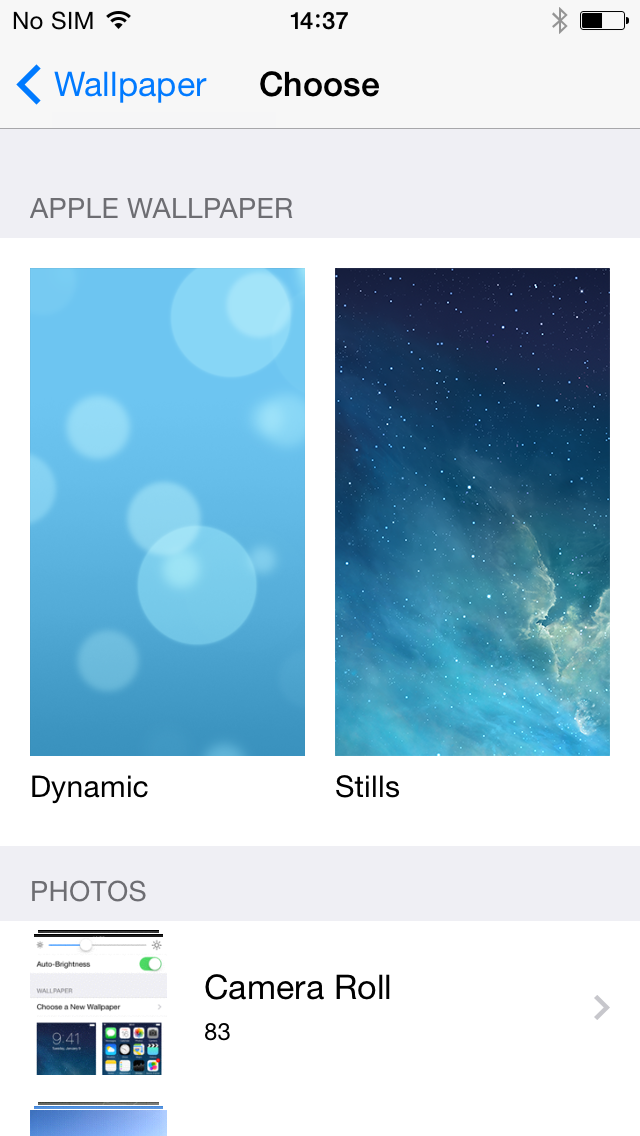 No SIM 14:37
Wallpaper Choose
APPLE WALLPAPER
Dynamic Stills
PHOTOS
Auto-Brightness
WALLPAPER
Choose a New Wallpaper
9:41
Camera Roll
83